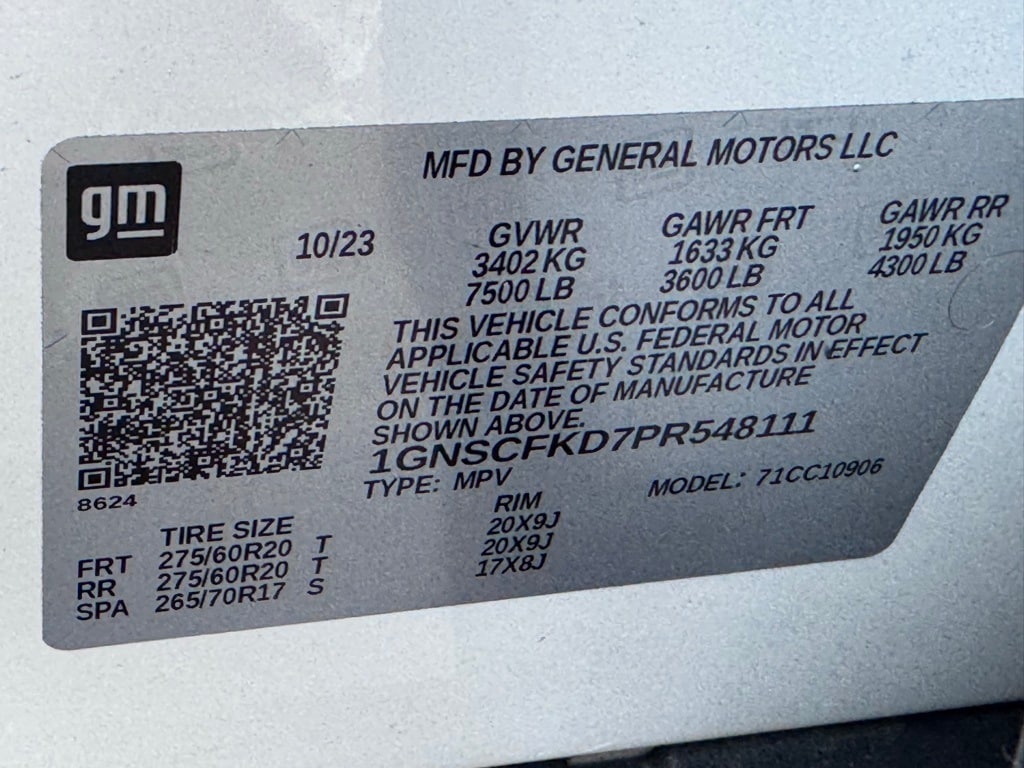 gm
MFD BY GENERAL MOTORS LLC
10/23
GVWR GAWR FRT GAWR RR
3402 KG 1633 KG 1950 KG
7500 LB 3600 LB 4300 LB
THIS VEHICLE CONFORMS TO ALL
APPLICABLE U.S. FEDERAL MOTOR
VEHICLE SAFETY STANDARDS IN EFFECT
ON THE DATE OF MANUFACTURE
SHOWN ABOVE.
1GNSCFKD7PR548111
TYPE: MPV MODEL: 71CC10906
8624
TIRE SIZE RIM
FRT 275/60R20 T 20X9J
RR 275/60R20 T 20X9J
SPA 265/70R17 S 17X8J